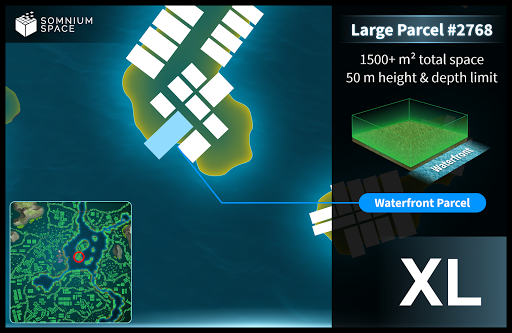 SOMNIUM
SPACE
Large Parcel #2768
1500+ m² total space
50 m height & depth limit
Waterfront
Waterfront Parcel
XL